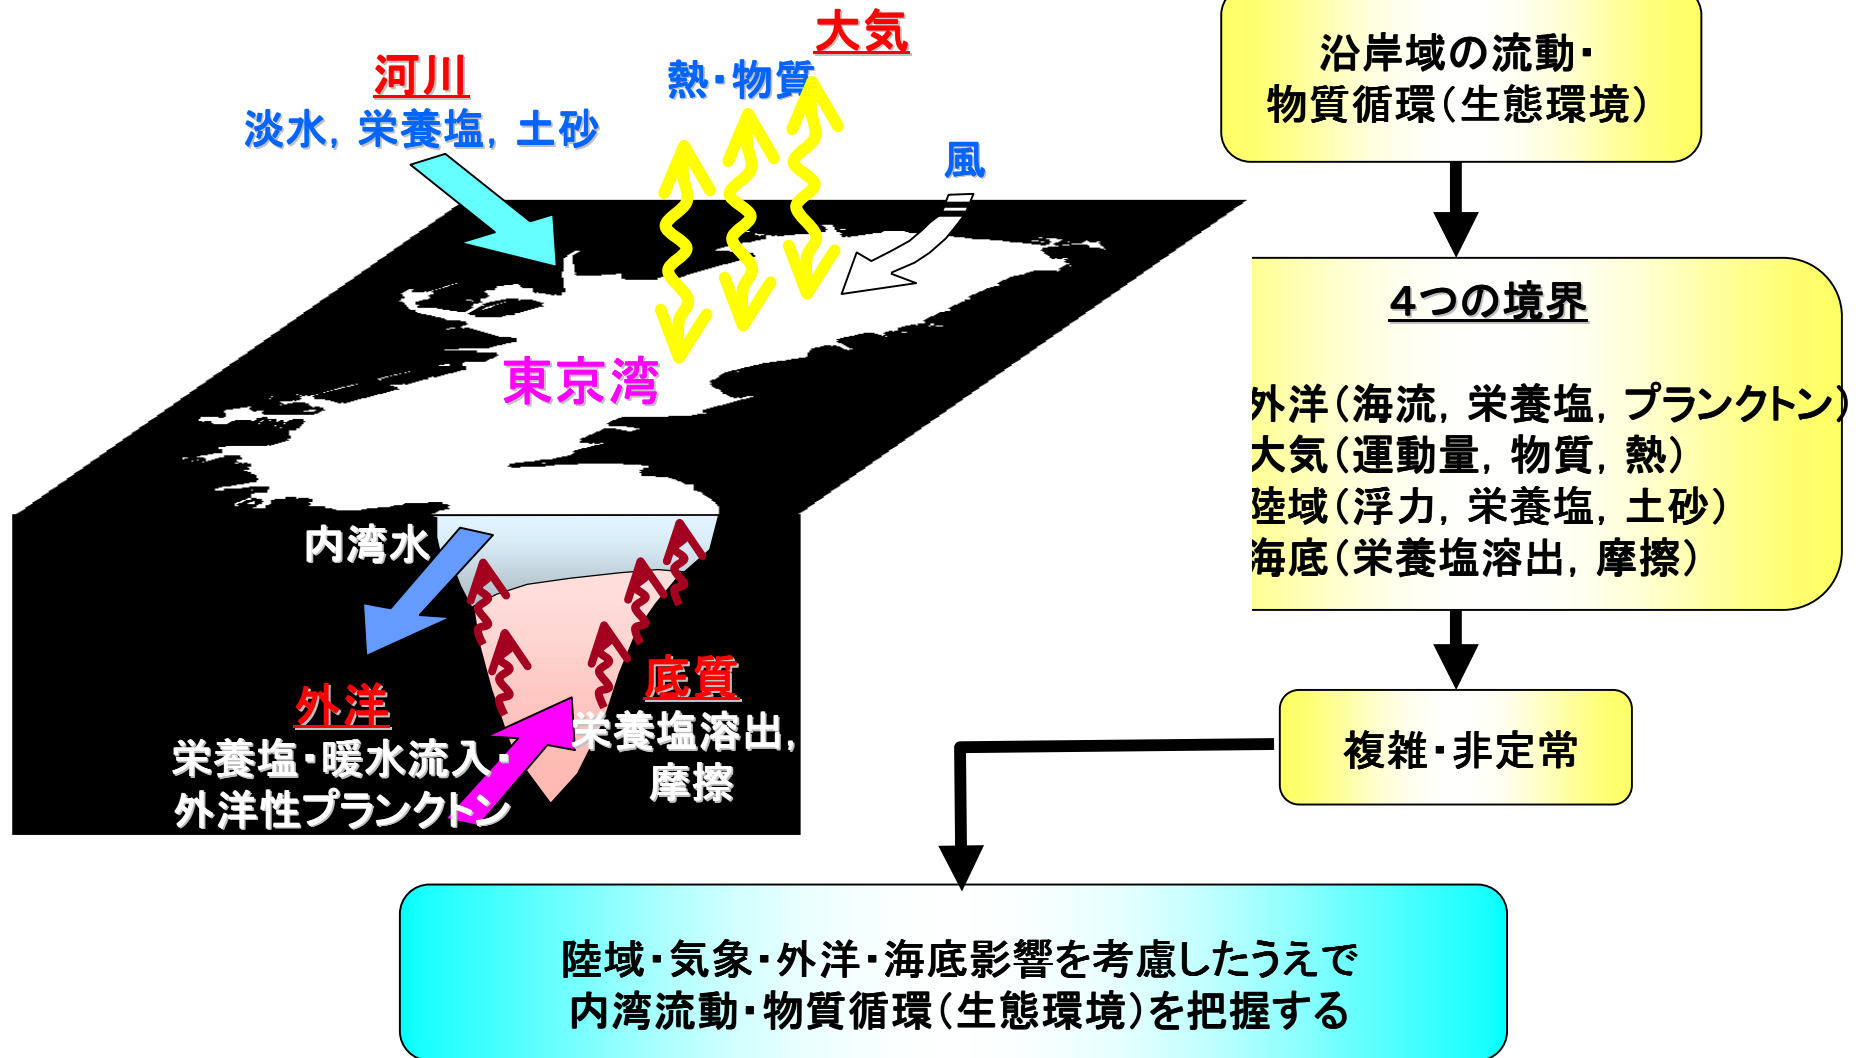 大気
河川
熱・物質
淡水，栄養塩，土砂
風
東京湾
内湾水
外洋
栄養塩・暖水流入・
外洋性プランクトン
底質
栄養塩溶出，
摩擦
沿岸域の流動・
物質循環（生態環境）
４つの境界
外洋（海流，栄養塩，プランクトン）
大気（運動量，物質，熱）
陸域（浮力，栄養塩，土砂）
海底（栄養塩溶出，摩擦）
複雑・非定常
陸域・気象・外洋・海底影響を考慮したうえで
内湾流動・物質循環（生態環境）を把握する